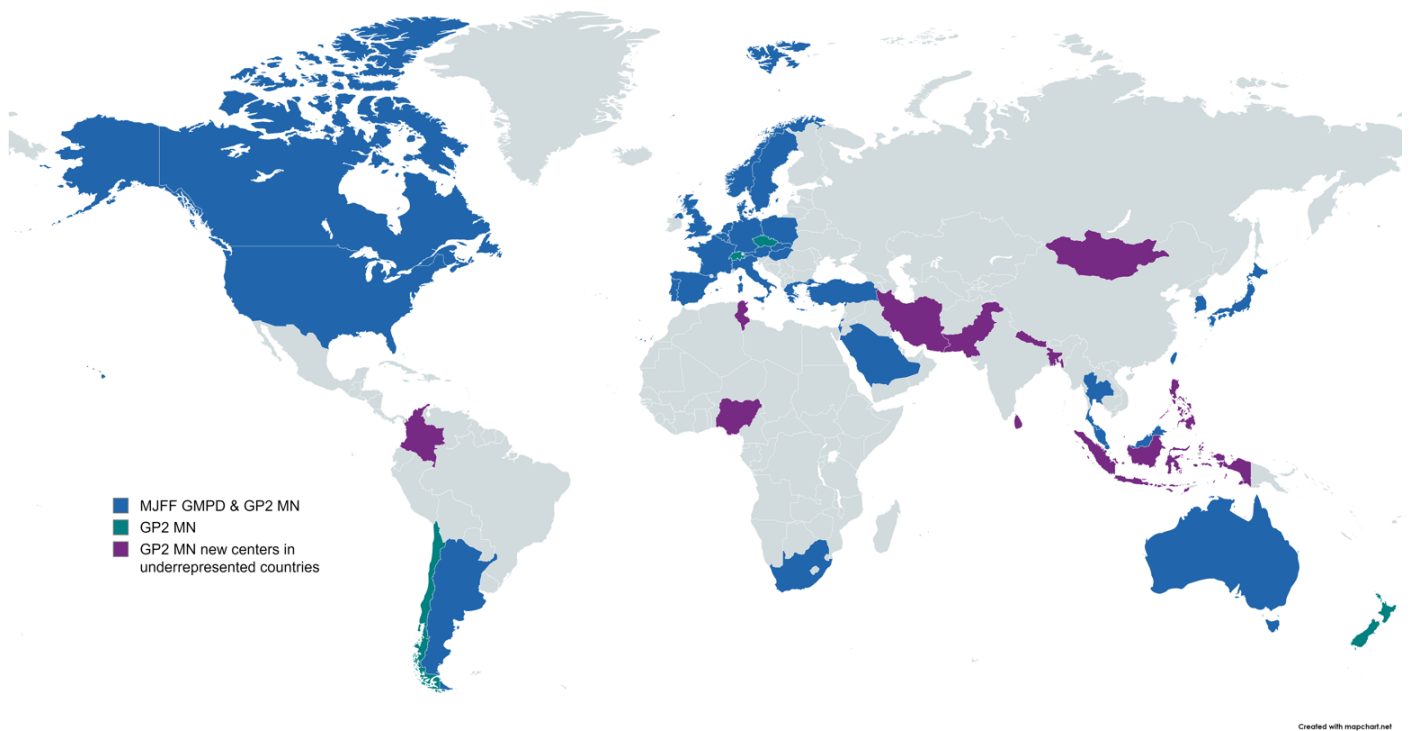 MJFF GMPD & GP2 MN
GP2 MN
GP2 MN new centers in
underrepresented countries
Created with mapchart.net